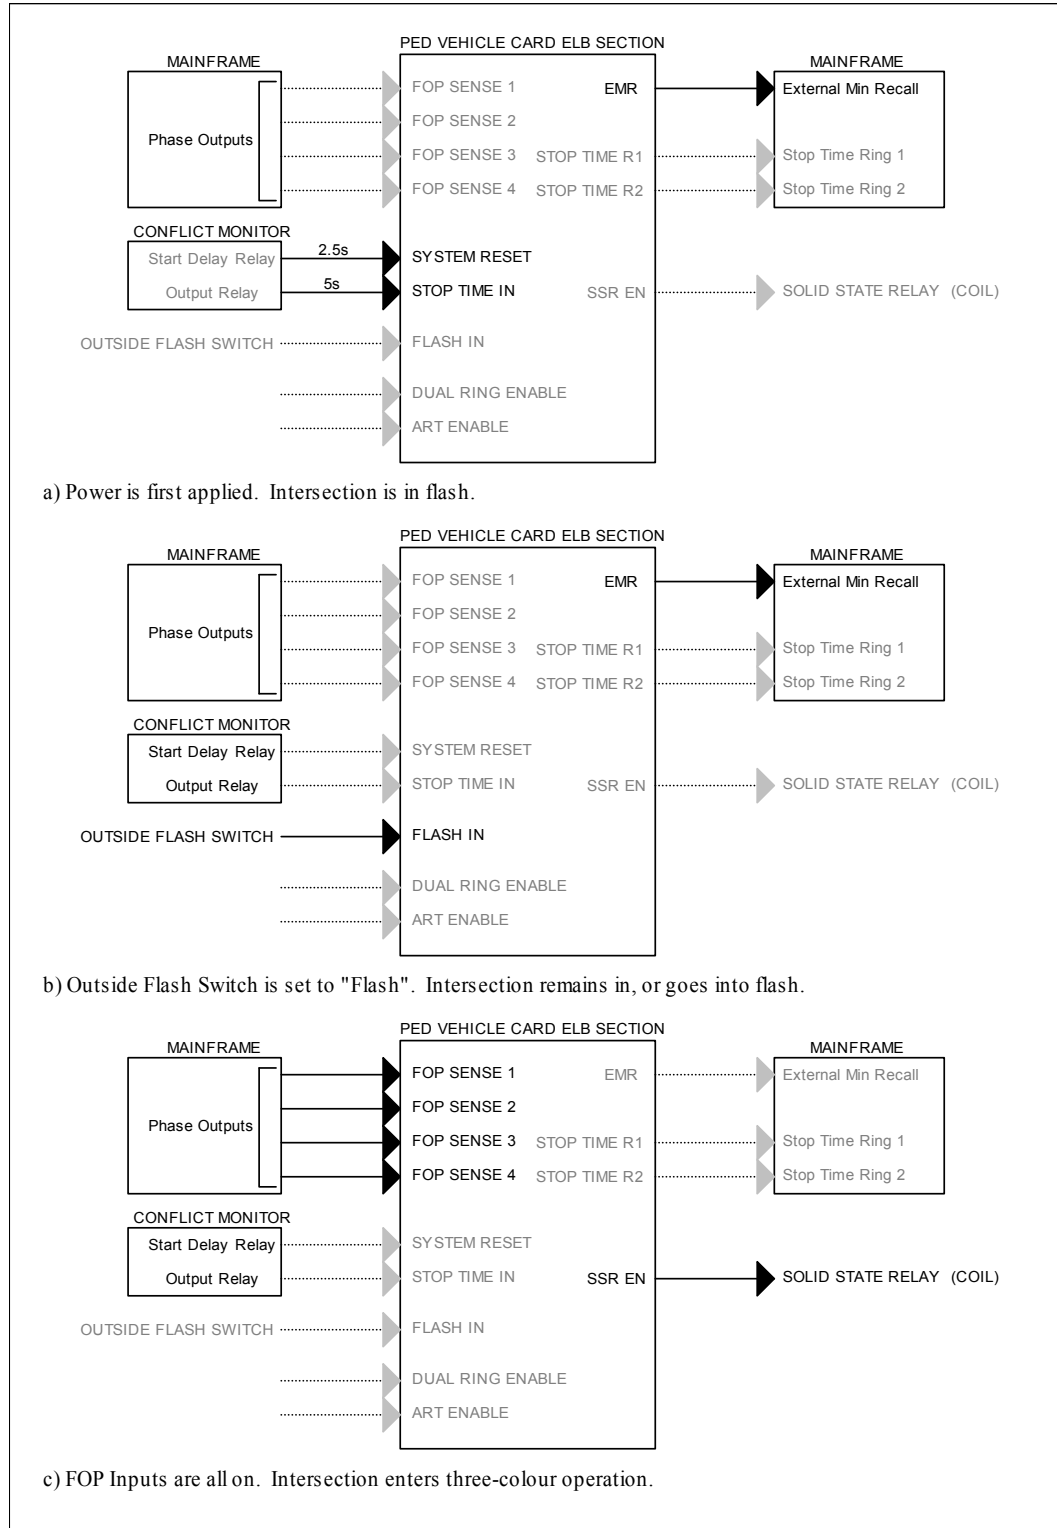 PED VEHICLE CARD ELB SECTION
MAINFRAME
MAINFRAME
FOP SENSE 1
EMR
External Min Recall
FOP SENSE 2
Phase Outputs
FOP SENSE 3
STOP TIME R1
Stop Time Ring 1
FOP SENSE 4
STOP TIME R2
Stop Time Ring 2
CONFLICT MONITOR
Start Delay Relay
2.5s
SYSTEM RESET
Output Relay
5s
STOP TIME IN
SSR EN
SOLID STATE RELAY (COIL)
OUTSIDE FLASH SWITCH
FLASH IN
DUAL RING ENABLE
ART ENABLE
a) Power is first applied. Intersection is in flash.
PED VEHICLE CARD ELB SECTION
MAINFRAME
MAINFRAME
FOP SENSE 1
EMR
External Min Recall
FOP SENSE 2
Phase Outputs
FOP SENSE 3
STOP TIME R1
Stop Time Ring 1
FOP SENSE 4
STOP TIME R2
Stop Time Ring 2
CONFLICT MONITOR
Start Delay Relay
SYSTEM RESET
Output Relay
STOP TIME IN
SSR EN
SOLID STATE RELAY (COIL)
OUTSIDE FLASH SWITCH
FLASH IN
DUAL RING ENABLE
ART ENABLE
b) Outside Flash Switch is set to "Flash". Intersection remains in, or goes into flash.
PED VEHICLE CARD ELB SECTION
MAINFRAME
MAINFRAME
FOP SENSE 1
EMR
External Min Recall
FOP SENSE 2
Phase Outputs
FOP SENSE 3
STOP TIME R1
Stop Time Ring 1
FOP SENSE 4
STOP TIME R2
Stop Time Ring 2
CONFLICT MONITOR
Start Delay Relay
SYSTEM RESET
Output Relay
STOP TIME IN
SSR EN
SOLID STATE RELAY (COIL)
OUTSIDE FLASH SWITCH
FLASH IN
DUAL RING ENABLE
ART ENABLE
c) FOP Inputs are all on. Intersection enters three-colour operation.